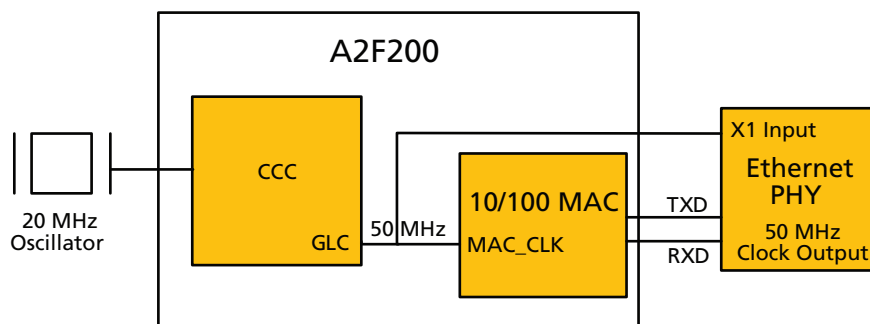 A2F200
20 MHz
Oscillator
CCC
GLC
50 MHz
10/100 MAC
MAC_CLK
TXD
RXD
X1 Input
Ethernet
PHY
50 MHz
Clock Output